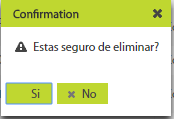 Confirmation
Estas seguro de eliminar?
Si
No